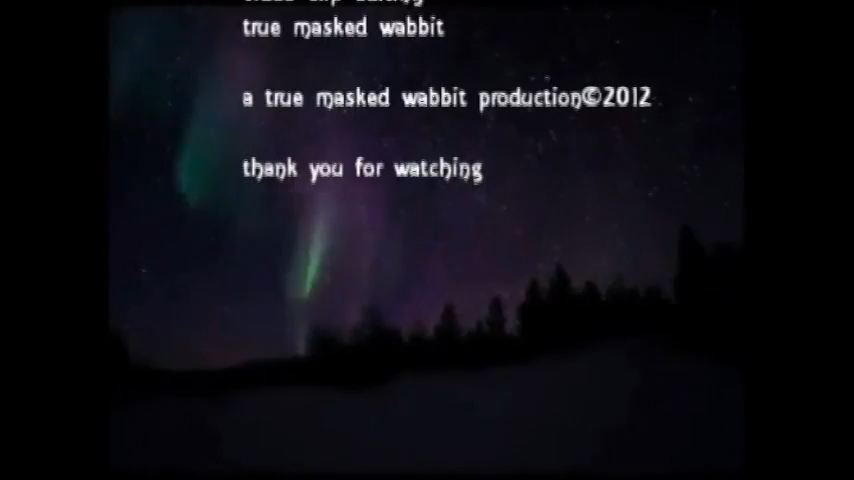 true masked wabbit
a true masked wabbit production©2012
thank you for watching